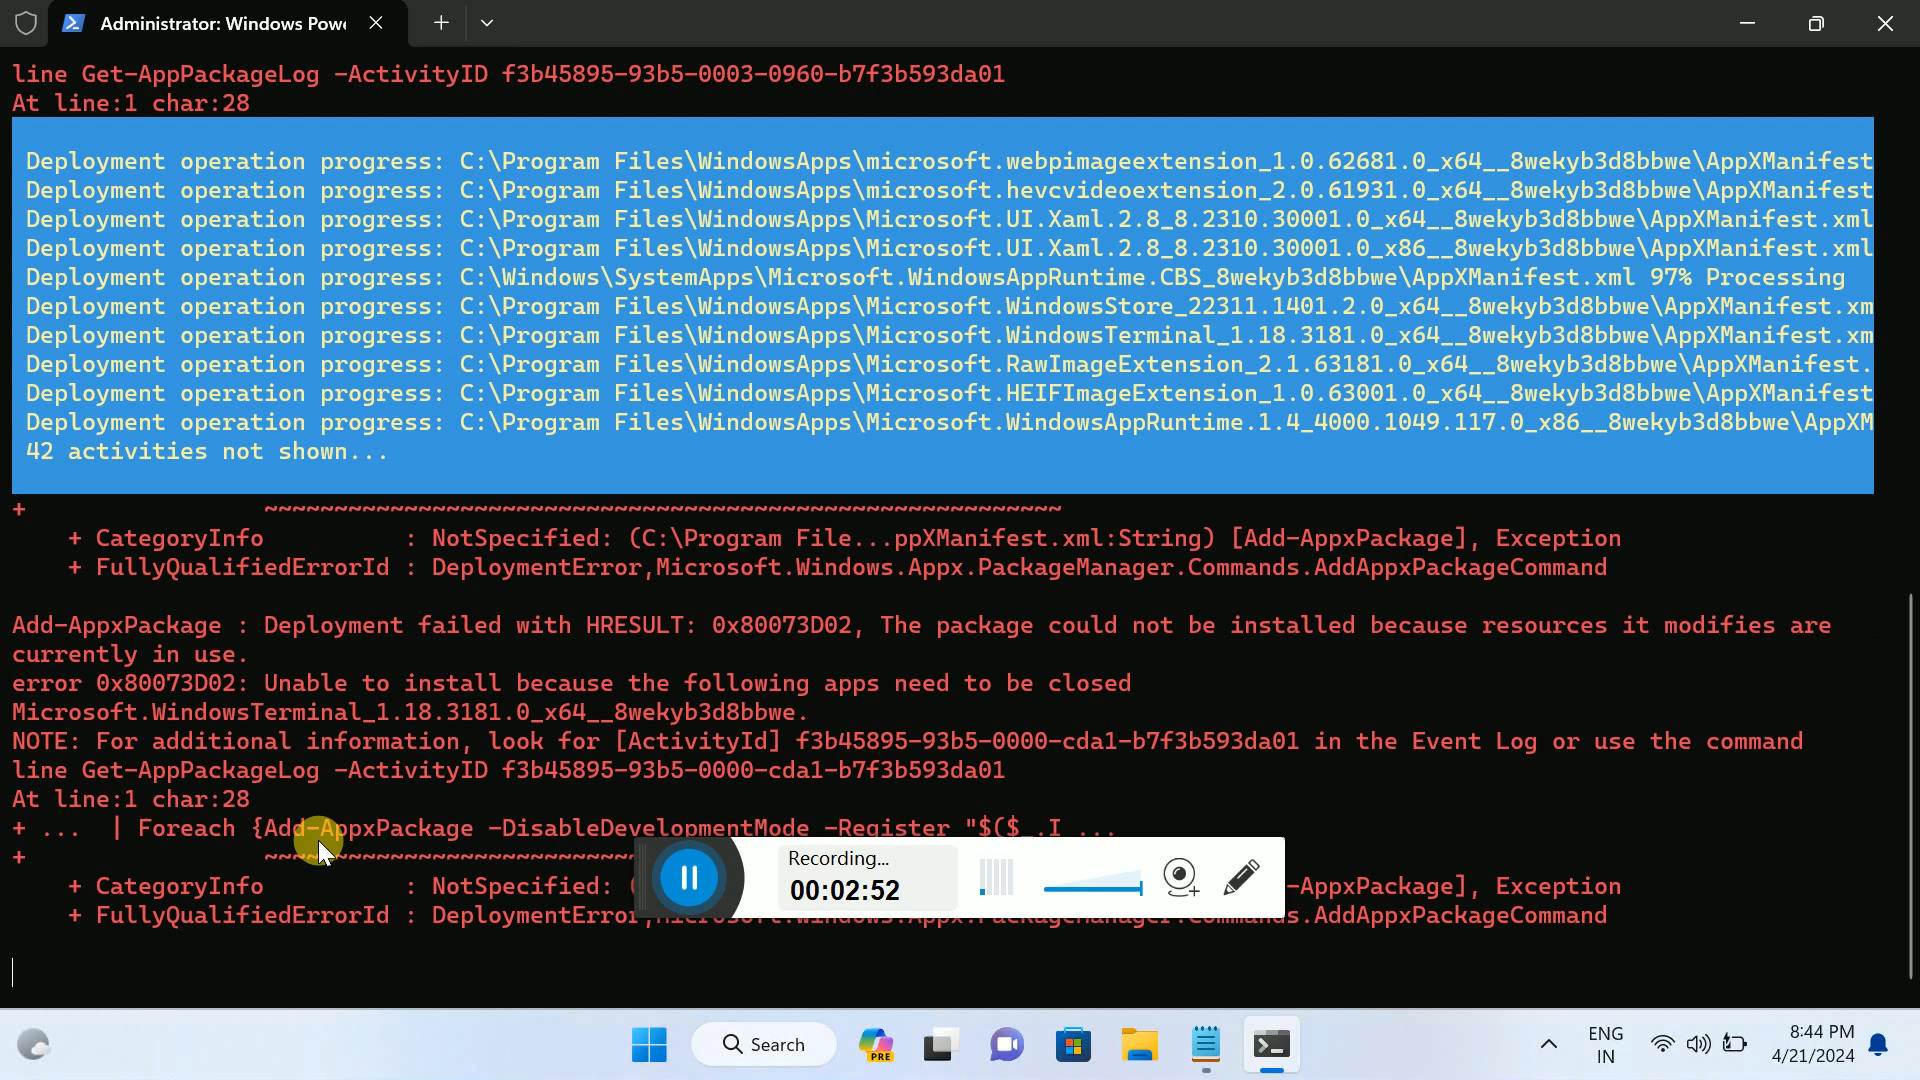 Administrator: Windows Powe
line Get-AppPackageLog -ActivityID f3b45895-93b5-0003-0960-b7f3b593da01
At line:1 char:28
Deployment operation progress: C:\Program Files\WindowsApps\microsoft.webpimageextension_1.0.62681.0_x64__8wekyb3d8bbwe\AppXManifest
Deployment operation progress: C:\Program Files\WindowsApps\microsoft.hevcvideoextension_2.0.61931.0_x64__8wekyb3d8bbwe\AppXManifest
Deployment operation progress: C:\Program Files\WindowsApps\Microsoft.UI.Xaml.2.8_8.2310.30001.0_x64__8wekyb3d8bbwe\AppXManifest.xml
Deployment operation progress: C:\Program Files\WindowsApps\Microsoft.UI.Xaml.2.8_8.2310.30001.0_x86__8wekyb3d8bbwe\AppXManifest.xml
Deployment operation progress: C:\Windows\SystemApps\Microsoft.WindowsAppRuntime.CBS_8wekyb3d8bbwe\AppXManifest.xml 97% Processing
Deployment operation progress: C:\Program Files\WindowsApps\Microsoft.WindowsStore_22311.1401.2.0_x64__8wekyb3d8bbwe\AppXManifest.xm
Deployment operation progress: C:\Program Files\WindowsApps\Microsoft.WindowsTerminal_1.18.3181.0_x64__8wekyb3d8bbwe\AppXManifest.xm
Deployment operation progress: C:\Program Files\WindowsApps\Microsoft.RawImageExtension_2.1.63181.0_x64__8wekyb3d8bbwe\AppXManifest.
Deployment operation progress: C:\Program Files\WindowsApps\Microsoft.HEIFImageExtension_1.0.63001.0_x64__8wekyb3d8bbwe\AppXManifest
Deployment operation progress: C:\Program Files\WindowsApps\Microsoft.WindowsAppRuntime.1.4_4000.1049.117.0_x86__8wekyb3d8bbwe\AppXM
42 activities not shown...
+ ~~~~~~~~~~~~~~~~~~~~~~~~~~~~~~~~~~~~~~~~~~~~~~~~~~~~~~~~~
+ CategoryInfo : NotSpecified: (C:\Program File...ppXManifest.xml:String) [Add-AppxPackage], Exception
+ FullyQualifiedErrorId : DeploymentError,Microsoft.Windows.Appx.PackageManager.Commands.AddAppxPackageCommand
Add-AppxPackage : Deployment failed with HRESULT: 0x80073D02, The package could not be installed because resources it modifies are
currently in use.
error 0x80073D02: Unable to install because the following apps need to be closed
Microsoft.WindowsTerminal_1.18.3181.0_x64__8wekyb3d8bbwe.
NOTE: For additional information, look for [ActivityId] f3b45895-93b5-0000-cda1-b7f3b593da01 in the Event Log or use the command
line Get-AppPackageLog -ActivityID f3b45895-93b5-0000-cda1-b7f3b593da01
At line:1 char:28
+ ... | Foreach {Add-AppxPackage -DisableDevelopmentMode -Register "$($_.I ...
+ ~~~~~~~~~~~~~~~~~~~~~~~~~~
+ CategoryInfo : NotSpecified: -AppxPackage], Exception
+ FullyQualifiedErrorId : DeploymentError,Microsoft.Windows.Appx.PackageManager.Commands.AddAppxPackageCommand
Recording...
00:02:52
Search
PRE
ENG
IN
8:44 PM
4/21/2024